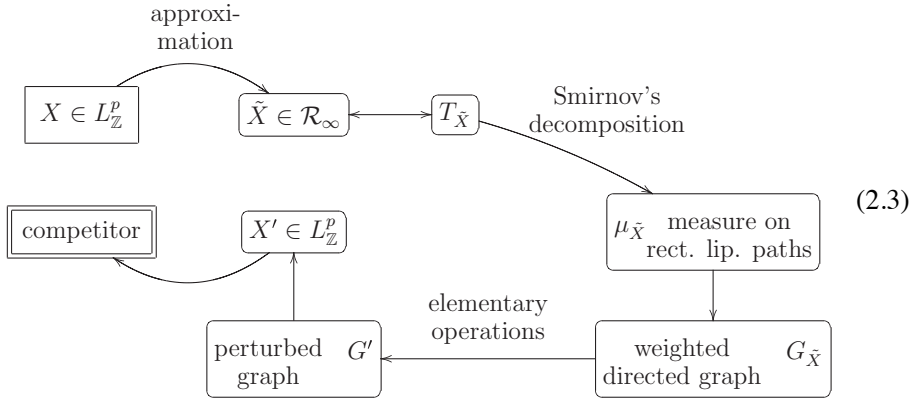 approxi-
mation
X ∈ L^p_ℤ
X̃ ∈ ℛ_∞
T_X̃
Smirnov's
decomposition
(2.3)
competitor
X′ ∈ L^p_ℤ
μ_X̃ measure on
rect. lip. paths
elementary
operations
perturbed G′
graph
weighted G_X̃
directed graph